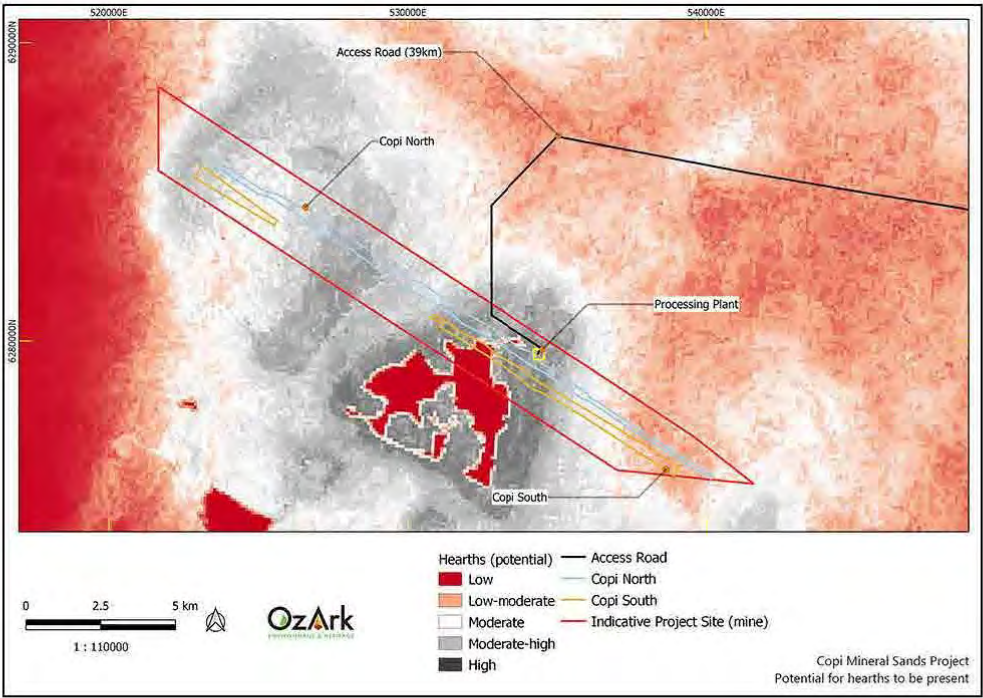 520000E
530000E
540000E
6290000N
6280000N
Access Road (39km)
Copi North
Processing Plant
Copi South
Hearths (potential)
Low
Low-moderate
Moderate
Moderate-high
High
Access Road
Copi North
Copi South
Indicative Project Site (mine)
0 2.5 5 km
1 : 110000
OzArk
ENVIRONMENT & HERITAGE
Copi Mineral Sands Project
Potential for hearths to be present